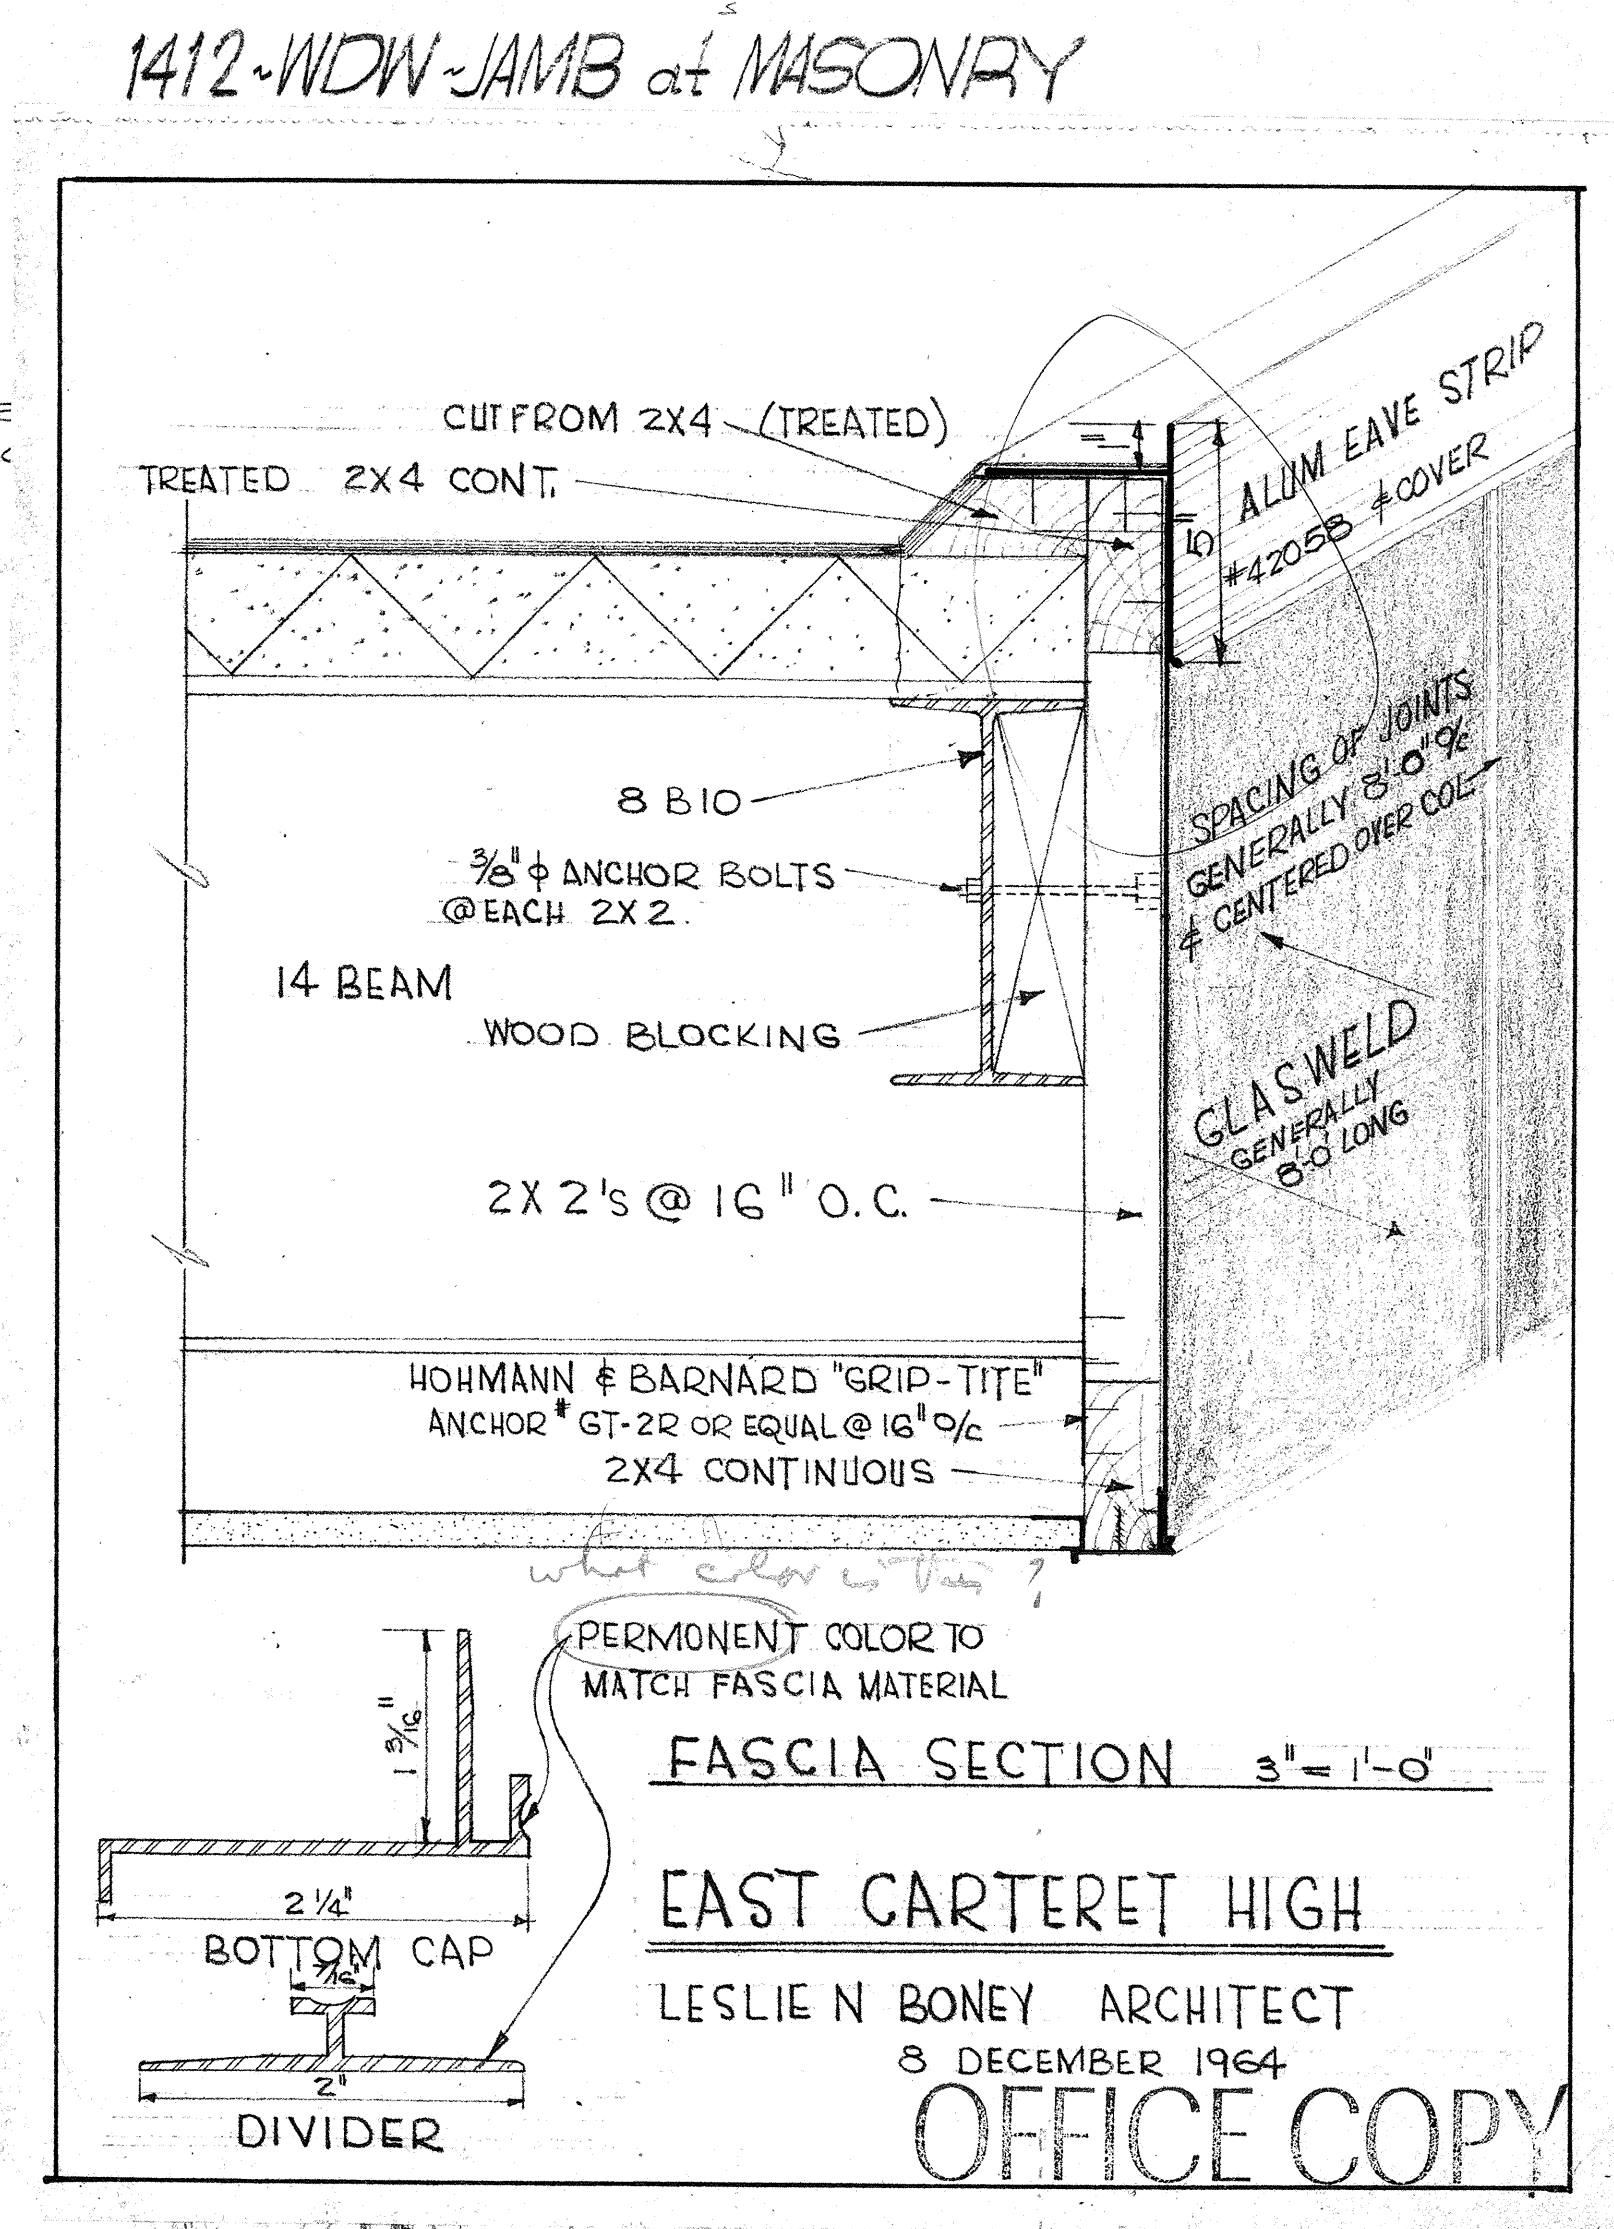 1412~WDW~JAMB at MASONRY
CUT FROM 2X4 (TREATED)
TREATED 2X4 CONT.
1"
5"
ALUM EAVE STRIP
#42058 & COVER
8 B10
3/8" ϕ ANCHOR BOLTS
@ EACH 2X2.
14 BEAM
WOOD BLOCKING
SPACING OF JOINTS
GENERALLY 8'-0" O/C
& CENTERED OVER COL.
GLASWELD
GENERALLY
8'-0' LONG
2X2's @ 16" O.C.
HOHMANN & BARNARD "GRIP-TITE"
ANCHOR # GT-2R OR EQUAL @ 16" O/C
2X4 CONTINUOUS
what color is this ?
PERMONENT COLOR TO
MATCH FASCIA MATERIAL
1 3/16"
2 1/4"
BOTTOM CAP
7/16"
2"
DIVIDER
FASCIA SECTION 3" = 1'-0"
EAST CARTERET HIGH
LESLIE N BONEY ARCHITECT
8 DECEMBER 1964
OFFICE COPY